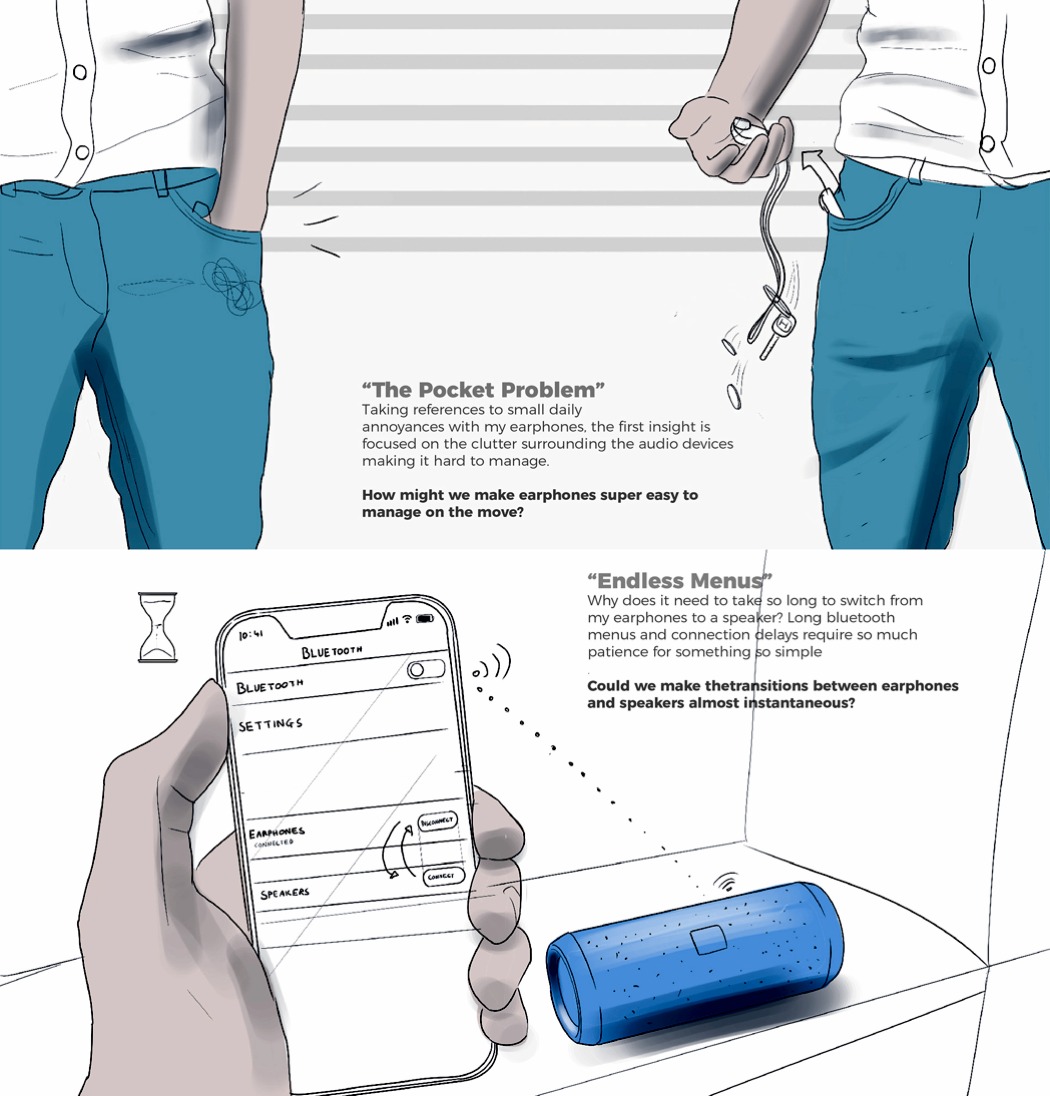 “The Pocket Problem”
Taking references to small daily
annoyances with my earphones, the first insight is
focused on the clutter surrounding the audio devices
making it hard to manage.
How might we make earphones super easy to
manage on the move?
“Endless Menus”
Why does it need to take so long to switch from
my earphones to a speaker? Long bluetooth
menus and connection delays require so much
patience for something so simple
Could we make thetransitions between earphones
and speakers almost instantaneous?
10:41
BLUETOOTH
BLUETOOTH
SETTINGS
EARPHONES
CONNECTED
DISCONNECT
SPEAKERS
CONNECT